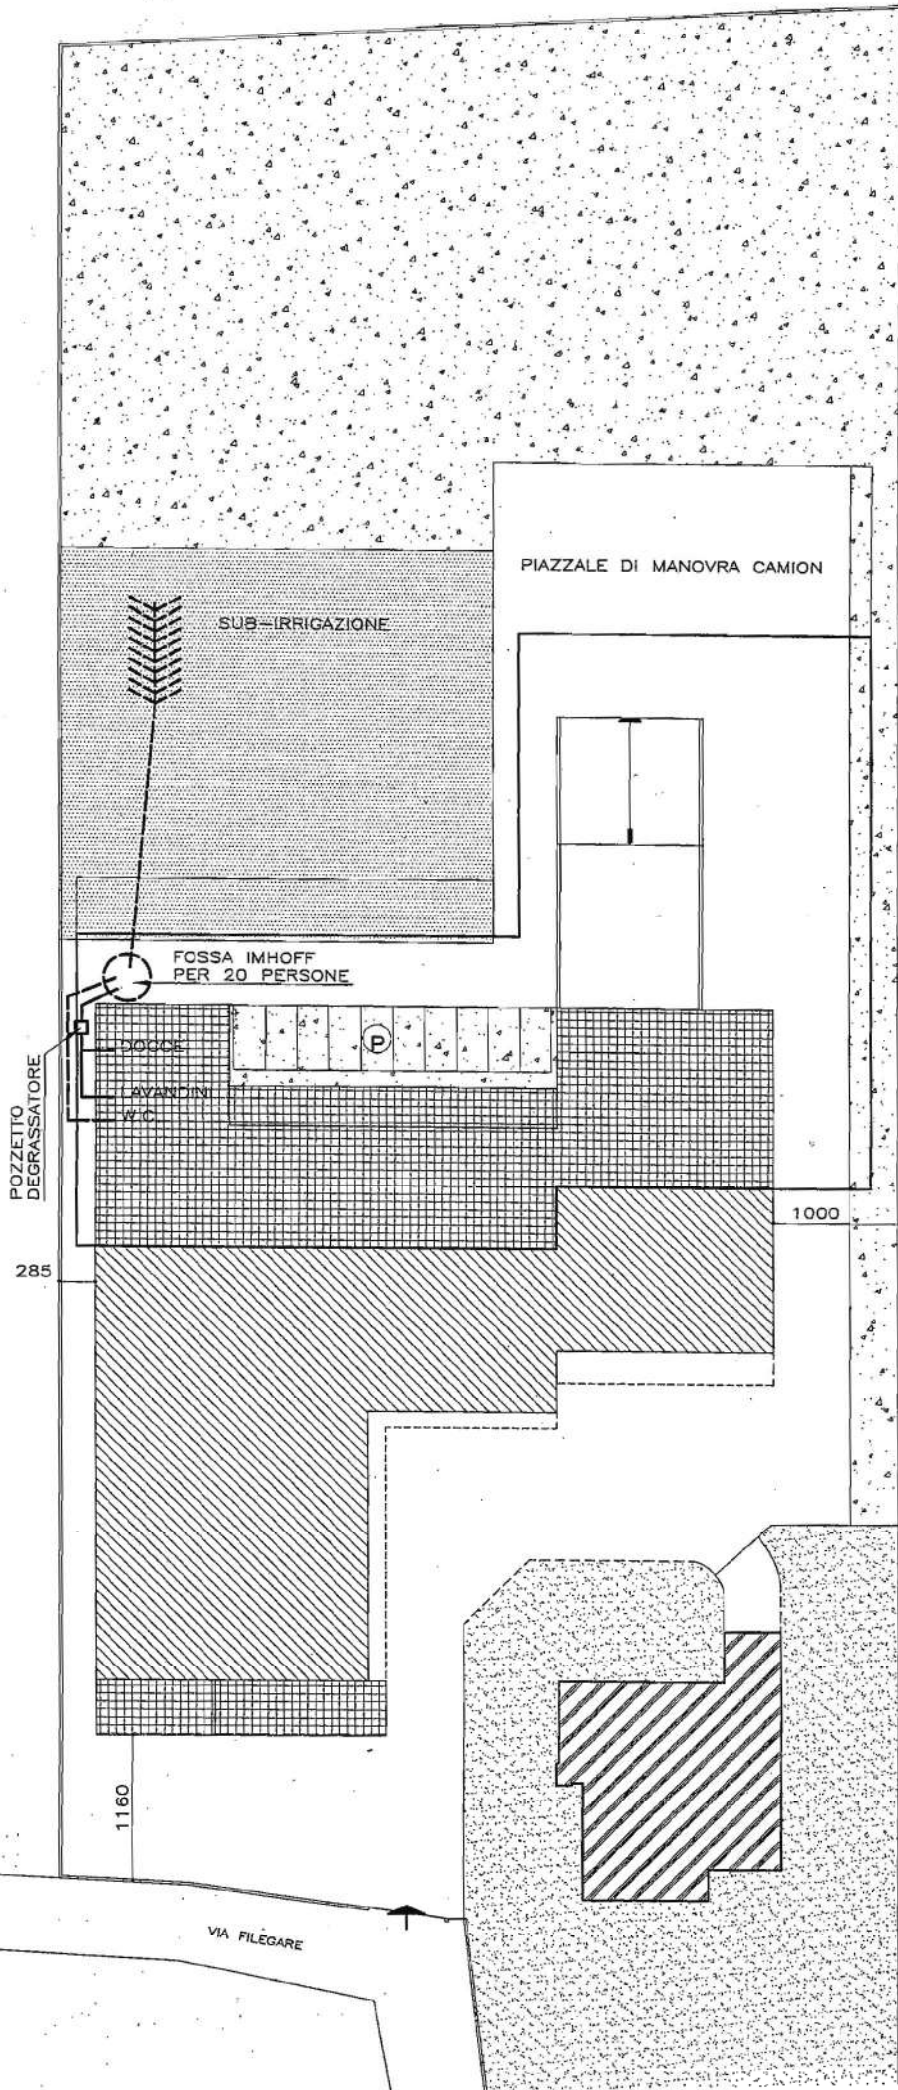 PIAZZALE DI MANOVRA CAMION
SUB-IRRIGAZIONE
FOSSA IMHOFF
PER 20 PERSONE
P
DOCCE
LAVANDINI
W.C.
POZZETTO
DEGRASSATORE
1000
285
1160
VIA FILEGARE